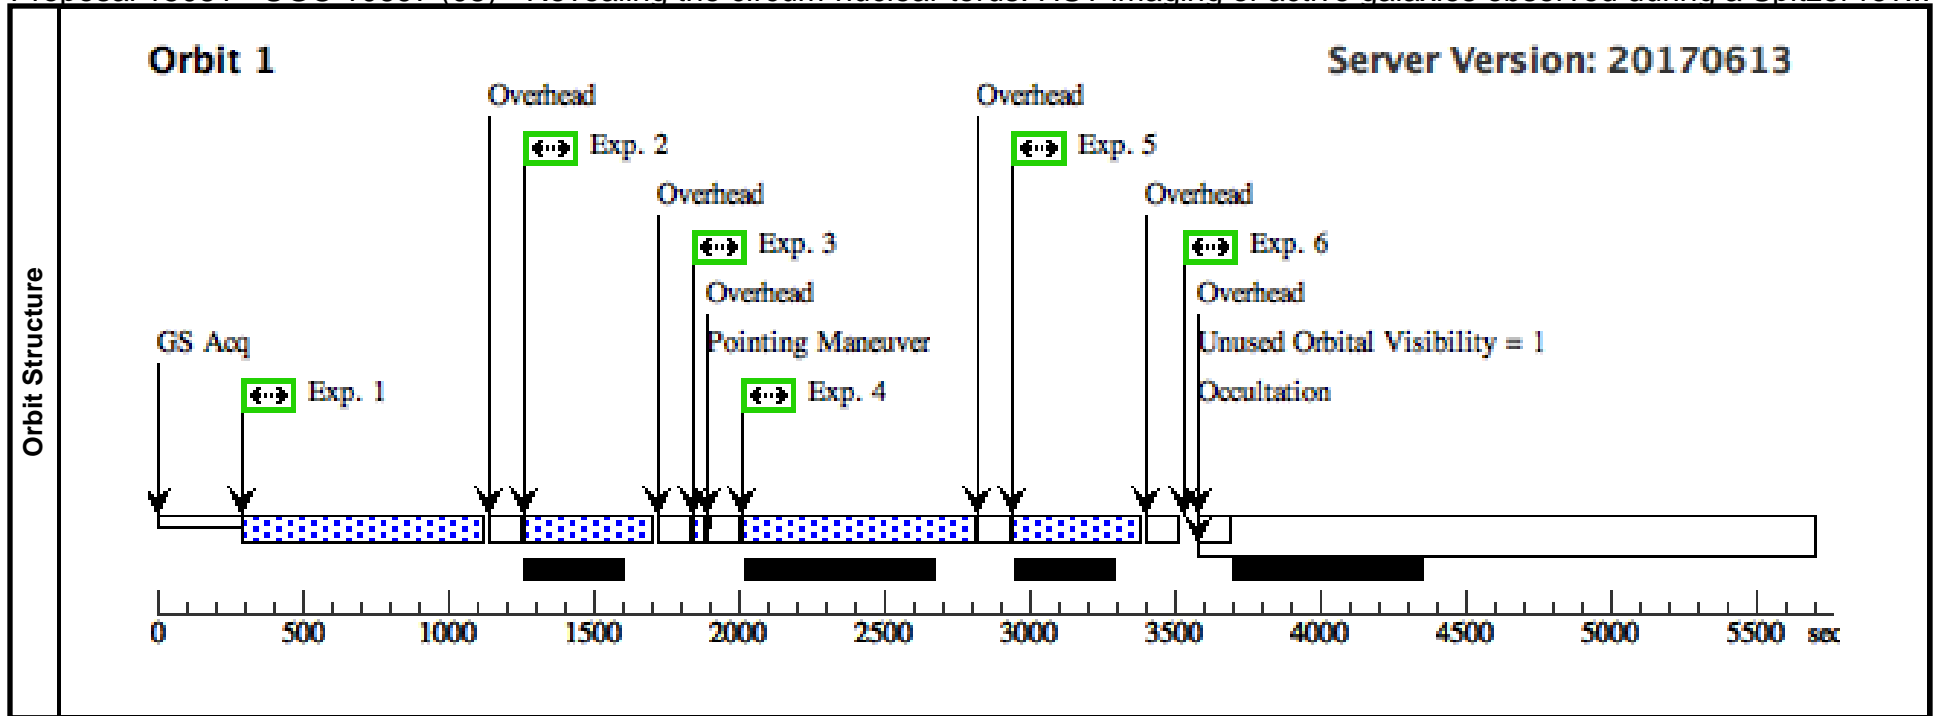 Orbit 1
Server Version: 20170613
Overhead
Overhead
Exp. 2
Exp. 5
Overhead
Overhead
Exp. 3
Exp. 6
Overhead
Overhead
GS Acq
Pointing Maneuver
Unused Orbital Visibility = 1
Exp. 1
Exp. 4
Occultation
Orbit Structure
0 500 1000 1500 2000 2500 3000 3500 4000 4500 5000 5500 sec